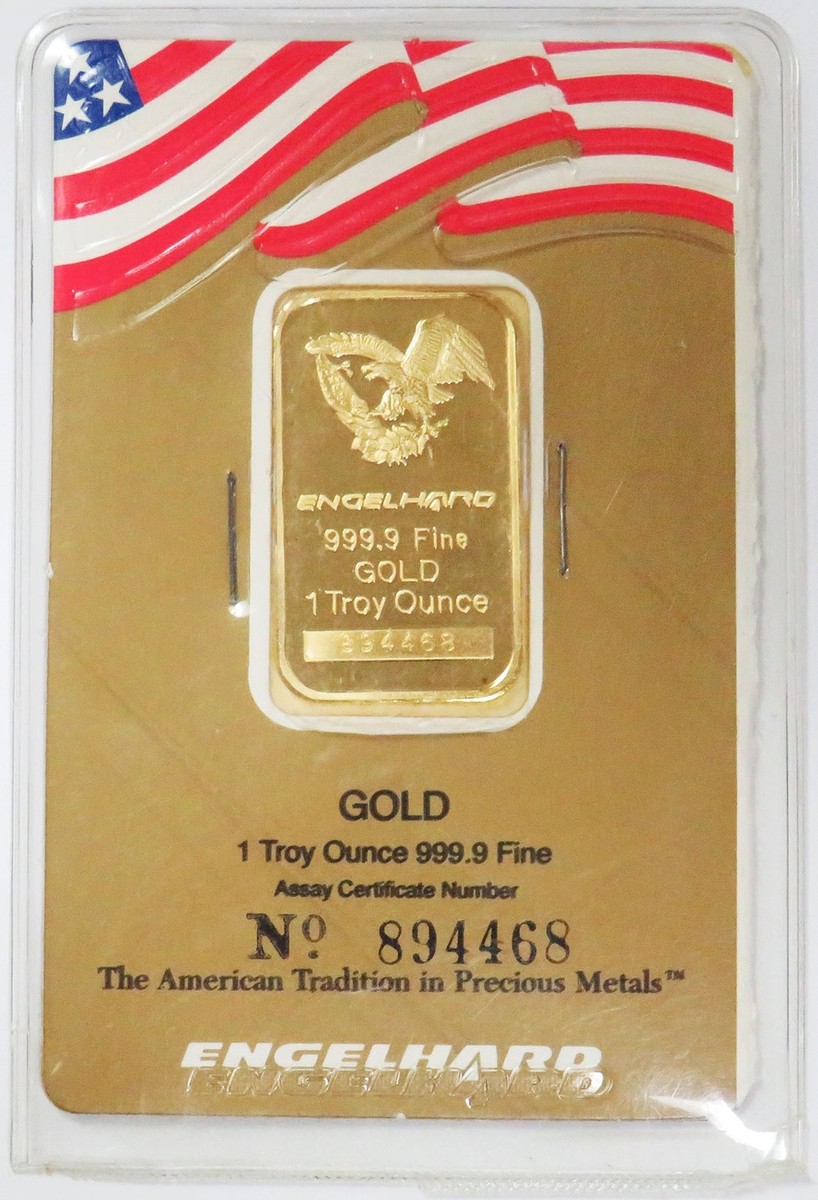 ENGELHARD
999.9 Fine
GOLD
1 Troy Ounce
894468
GOLD
1 Troy Ounce 999.9 Fine
Assay Certificate Number
Nº 894468
The American Tradition in Precious Metals™
ENGELHARD
ENGELHARD